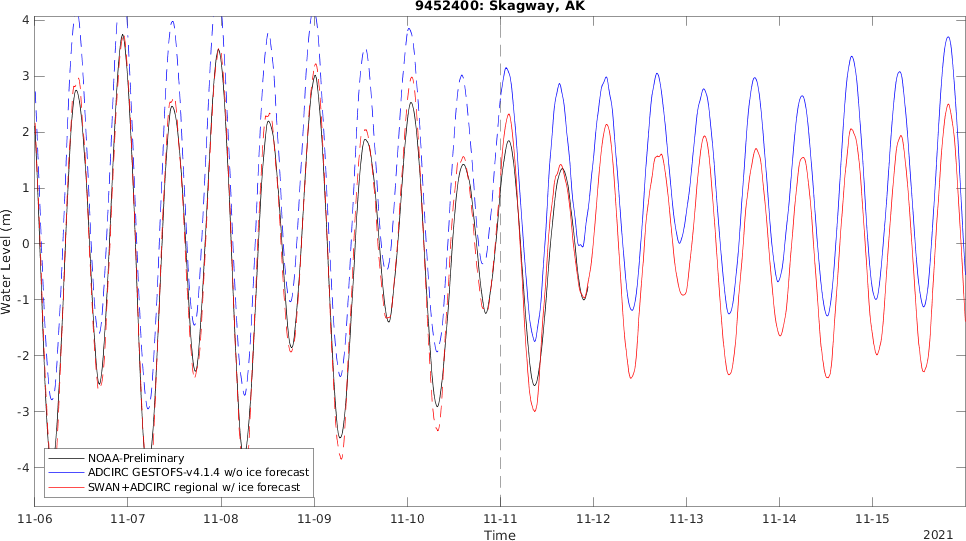 9452400: Skagway, AK
4
3
2
1
0
-1
-2
-3
-4
Water Level (m)
NOAA-Preliminary
ADCIRC GESTOFS-v4.1.4 w/o ice forecast
SWAN+ADCIRC regional w/ ice forecast
11-06 11-07 11-08 11-09 11-10 11-11 11-12 11-13 11-14 11-15
Time
2021